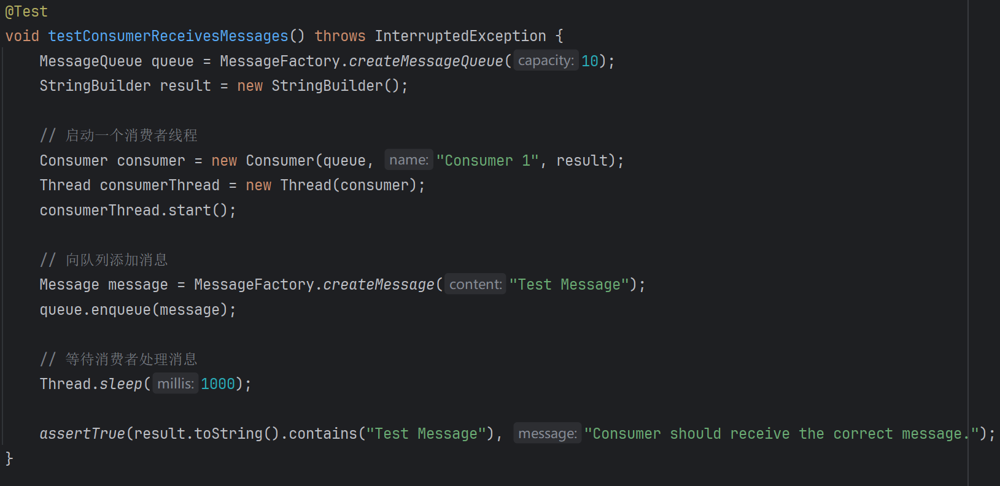 @Test
void testConsumerReceivesMessages() throws InterruptedException {
MessageQueue queue = MessageFactory.createMessageQueue( capacity: 10);
StringBuilder result = new StringBuilder();
// 启动一个消费者线程
Consumer consumer = new Consumer(queue, name: "Consumer 1", result);
Thread consumerThread = new Thread(consumer);
consumerThread.start();
// 向队列添加消息
Message message = MessageFactory.createMessage( content: "Test Message");
queue.enqueue(message);
// 等待消费者处理消息
Thread.sleep( millis: 1000);
assertTrue(result.toString().contains("Test Message"), message: "Consumer should receive the correct message.");
}